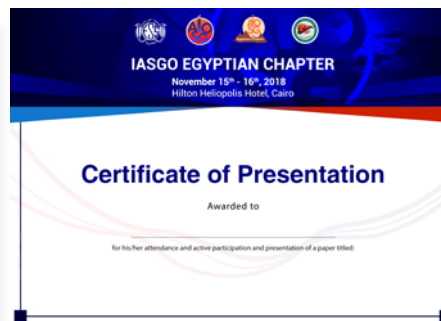 IASGO EGYPTIAN CHAPTER
November 15th - 16th, 2018
Hilton Heliopolis Hotel, Cairo
Certificate of Presentation
Awarded to
for his/her attendance and active participation and presentation of a paper titled: